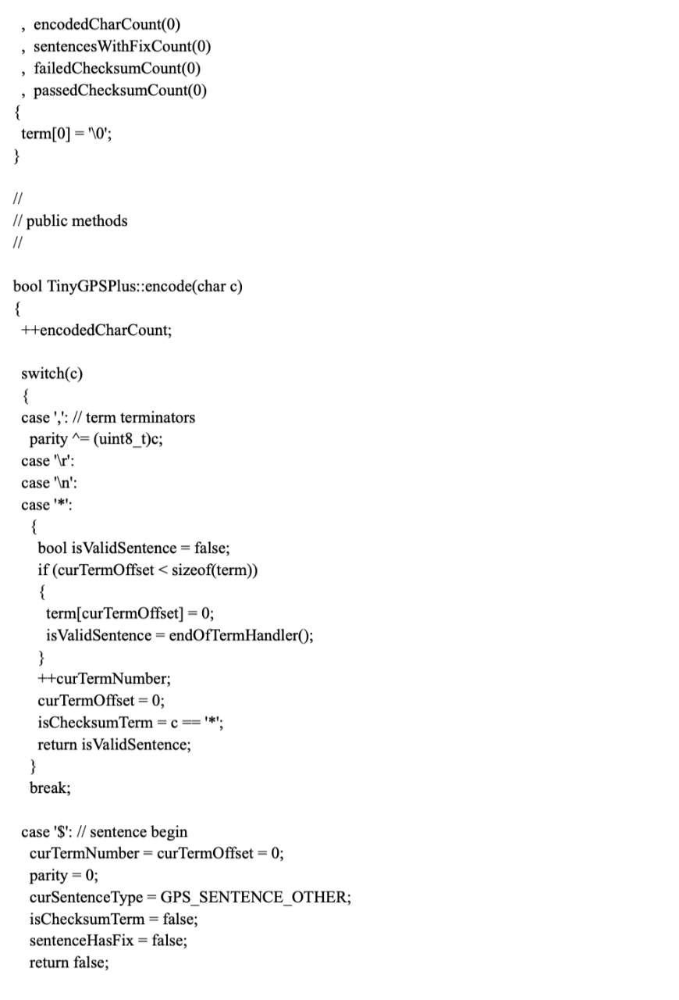 , encodedCharCount(0)
, sentencesWithFixCount(0)
, failedChecksumCount(0)
, passedChecksumCount(0)
{
term[0] = '\0';
}
//
// public methods
//
bool TinyGPSPlus::encode(char c)
{
++encodedCharCount;
switch(c)
{
case ',': // term terminators
parity ^= (uint8_t)c;
case '\r':
case '\n':
case '*':
{
bool isValidSentence = false;
if (curTermOffset < sizeof(term))
{
term[curTermOffset] = 0;
isValidSentence = endOfTermHandler();
}
++curTermNumber;
curTermOffset = 0;
isChecksumTerm = c == '*';
return isValidSentence;
}
break;
case '$': // sentence begin
curTermNumber = curTermOffset = 0;
parity = 0;
curSentenceType = GPS_SENTENCE_OTHER;
isChecksumTerm = false;
sentenceHasFix = false;
return false;